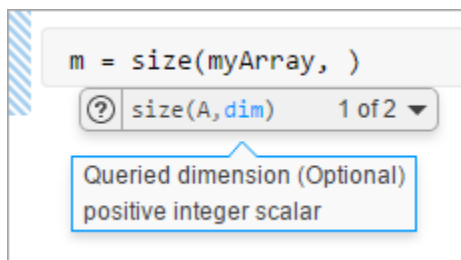 m = size(myArray, )
? size(A,dim) 1 of 2
Queried dimension (Optional)
positive integer scalar